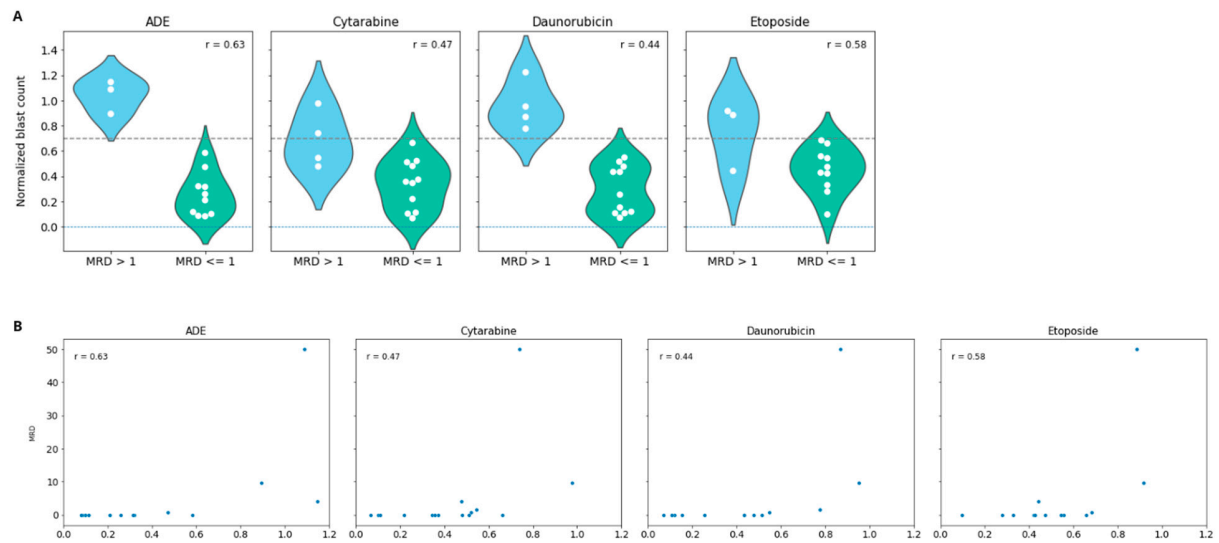 A
ADE
Cytarabine
Daunorubicin
Etoposide
r = 0.63
r = 0.47
r = 0.44
r = 0.58
Normalized blast count
1.4
1.2
1.0
0.8
0.6
0.4
0.2
0.0
MRD > 1 MRD <= 1
MRD > 1 MRD <= 1
MRD > 1 MRD <= 1
MRD > 1 MRD <= 1
B
ADE
Cytarabine
Daunorubicin
Etoposide
r = 0.63
r = 0.47
r = 0.44
r = 0.58
MRD
50
40
30
20
10
0
0.0 0.2 0.4 0.6 0.8 1.0 1.2
0.0 0.2 0.4 0.6 0.8 1.0 1.2
0.0 0.2 0.4 0.6 0.8 1.0 1.2
0.0 0.2 0.4 0.6 0.8 1.0 1.2